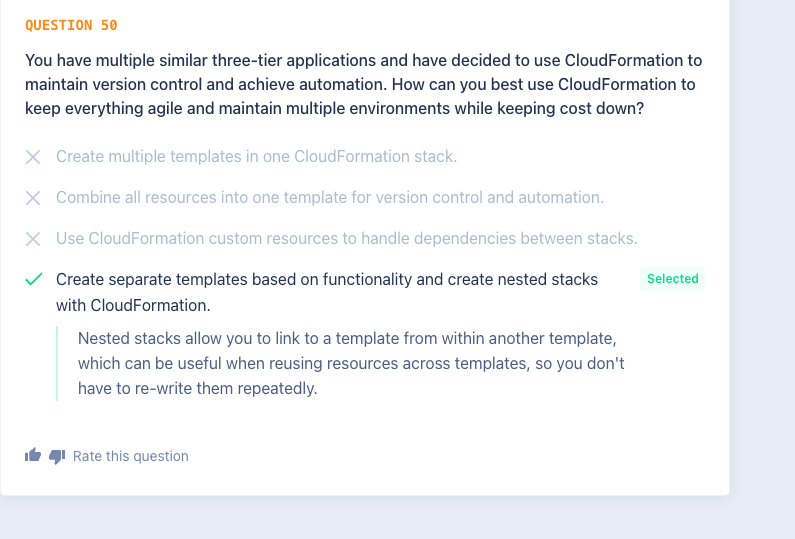 QUESTION 50
You have multiple similar three-tier applications and have decided to use CloudFormation to
maintain version control and achieve automation. How can you best use CloudFormation to
keep everything agile and maintain multiple environments while keeping cost down?
Create multiple templates in one CloudFormation stack.
Combine all resources into one template for version control and automation.
Use CloudFormation custom resources to handle dependencies between stacks.
Create separate templates based on functionality and create nested stacks
with CloudFormation.
Selected
Nested stacks allow you to link to a template from within another template,
which can be useful when reusing resources across templates, so you don't
have to re-write them repeatedly.
Rate this question